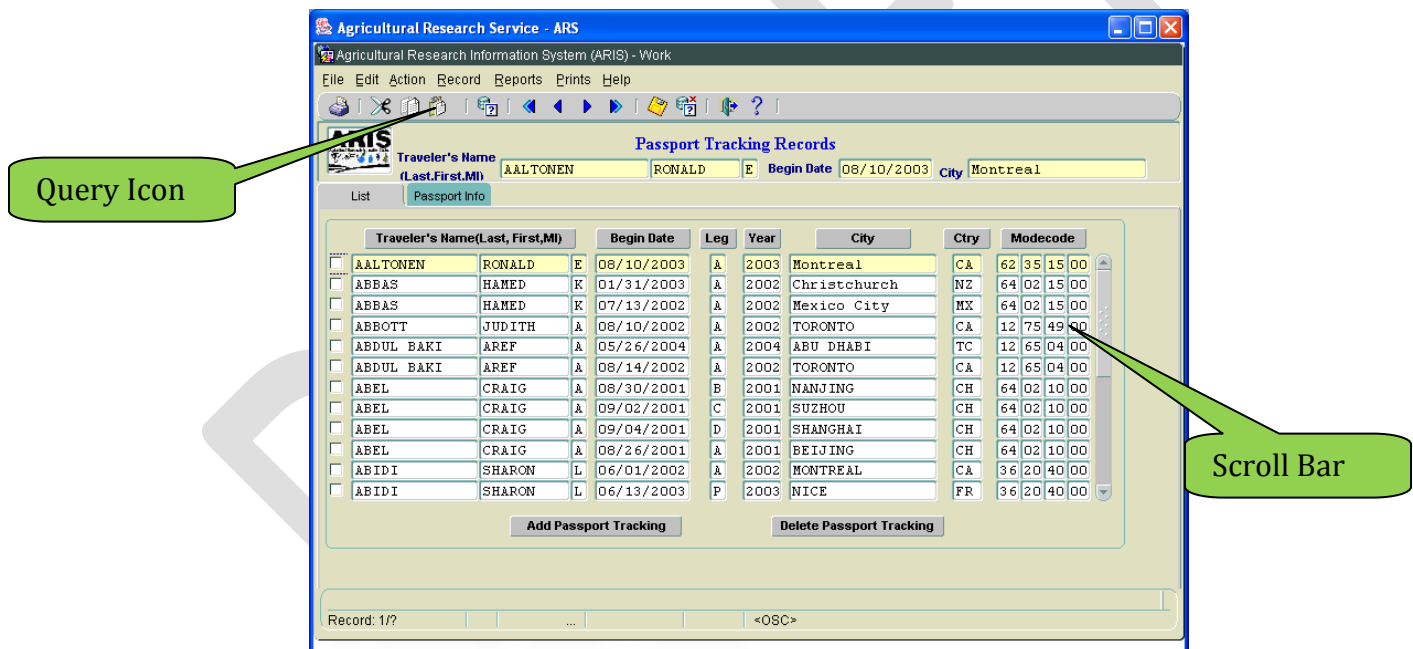 Agricultural Research Service - ARS
Agricultural Research Information System (ARIS) - Work
File Edit Action Record Reports Prints Help
ARIS
Passport Tracking Records
Traveler's Name
(Last,First,MI) AALTONEN RONALD E Begin Date 08/10/2003 City Montreal
Query Icon
List Passport Info
Traveler's Name(Last, First,MI) Begin Date Leg Year City Ctry Modecode
AALTONEN RONALD E 08/10/2003 A 2003 Montreal CA 62 35 15 00
ABBAS HAMED K 01/31/2003 A 2002 Christchurch NZ 64 02 15 00
ABBAS HAMED K 07/13/2002 A 2002 Mexico City MX 64 02 15 00
ABBOTT JUDITH A 08/10/2002 A 2002 TORONTO CA 12 75 49 00
ABDUL BAKI AREF A 05/26/2004 A 2004 ABU DHABI TC 12 65 04 00
ABDUL BAKI AREF A 08/14/2002 A 2002 TORONTO CA 12 65 04 00
ABEL CRAIG A 08/30/2001 B 2001 NANJING CH 64 02 10 00
ABEL CRAIG A 09/02/2001 C 2001 SUZHOU CH 64 02 10 00
ABEL CRAIG A 09/04/2001 D 2001 SHANGHAI CH 64 02 10 00
ABEL CRAIG A 08/26/2001 A 2001 BEIJING CH 64 02 10 00
ABIDI SHARON L 06/01/2002 A 2002 MONTREAL CA 36 20 40 00
ABIDI SHARON L 06/13/2003 P 2003 NICE FR 36 20 40 00
Scroll Bar
Add Passport Tracking Delete Passport Tracking
Record: 1/? ... <OSC>